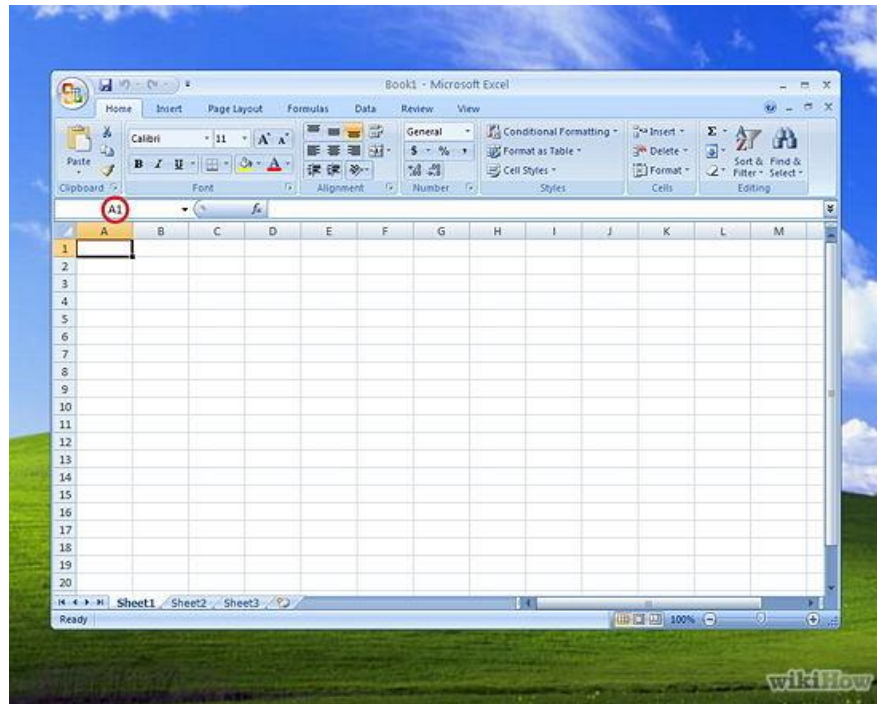 Book1 - Microsoft Excel
Home Insert Page Layout Formulas Data Review View
Calibri 11 A A General Conditional Formatting Insert Σ
Paste B I U A $ % , Format as Table Delete Sort & Find &
Cell Styles Format Filter Select
Clipboard Font Alignment Number Styles Cells Editing
A1 fx
A B C D E F G H I J K L M
1
2
3
4
5
6
7
8
9
10
11
12
13
14
15
16
17
18
19
20
Sheet1 Sheet2 Sheet3
Ready 100%
wikiHow